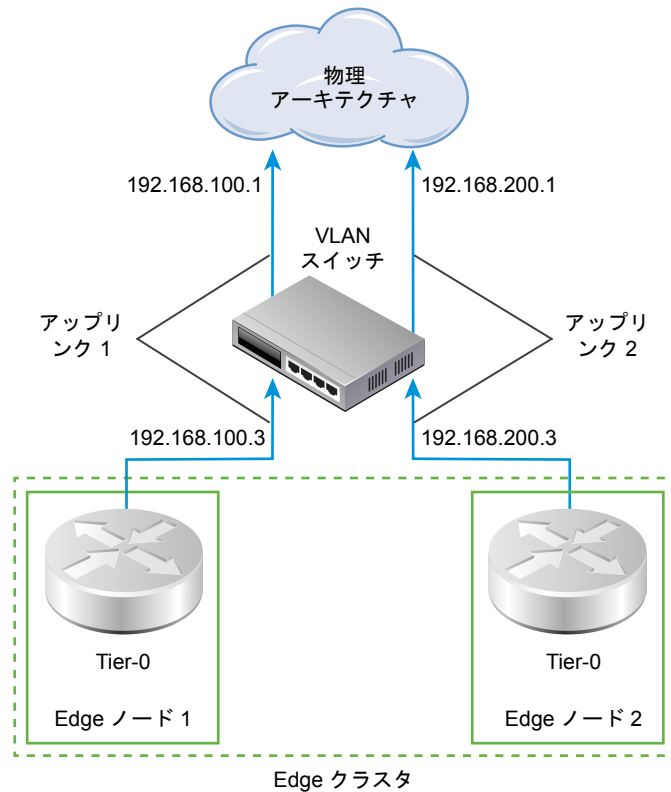 物理
アーキテクチャ
192.168.100.1
192.168.200.1
VLAN
スイッチ
アップリ
ンク 1
アップリ
ンク 2
192.168.100.3
192.168.200.3
Tier-0
Tier-0
Edge ノード 1
Edge ノード 2
Edge クラスタ